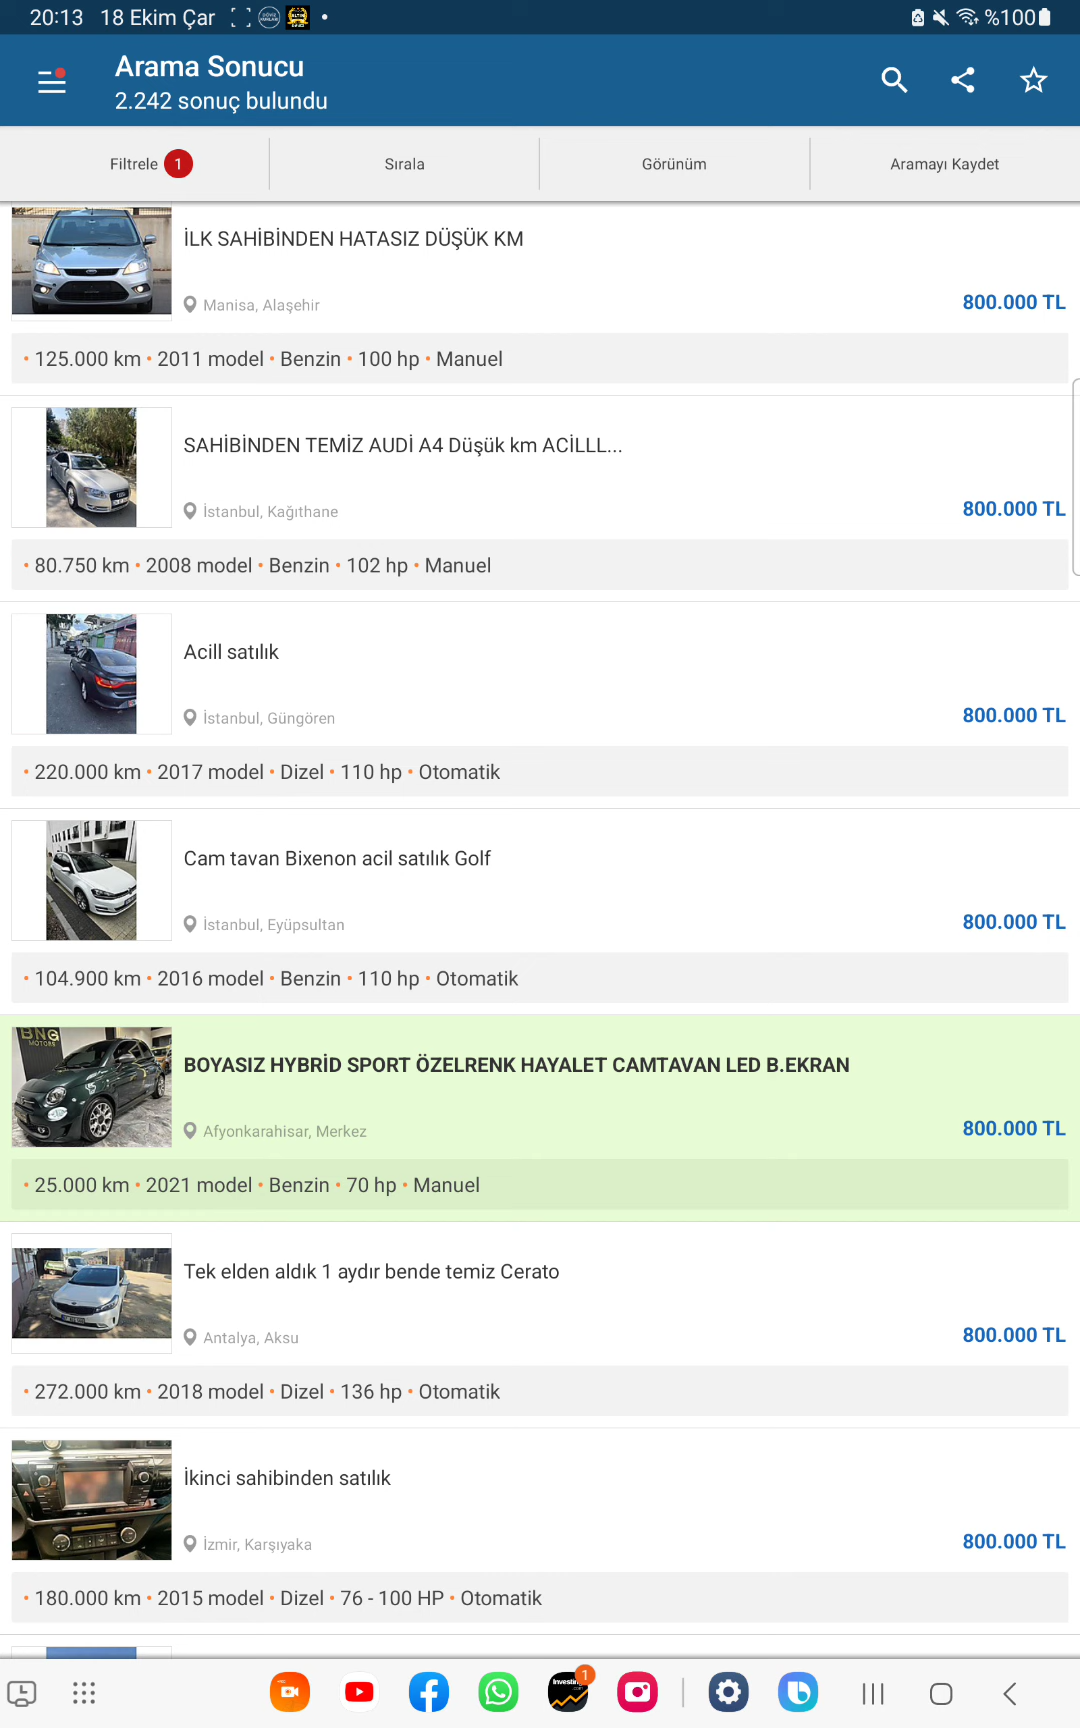 20:13 18 Ekim Çar %100
Arama Sonucu
2.242 sonuç bulundu
Filtrele 1 Sırala Görünüm Aramayı Kaydet
İLK SAHİBİNDEN HATASIZ DÜŞÜK KM
Manisa, Alaşehir 800.000 TL
• 125.000 km • 2011 model • Benzin • 100 hp • Manuel
SAHİBİNDEN TEMİZ AUDİ A4 Düşük km ACİLLL...
İstanbul, Kağıthane 800.000 TL
• 80.750 km • 2008 model • Benzin • 102 hp • Manuel
Acill satılık
İstanbul, Güngören 800.000 TL
• 220.000 km • 2017 model • Dizel • 110 hp • Otomatik
Cam tavan Bixenon acil satılık Golf
İstanbul, Eyüpsultan 800.000 TL
• 104.900 km • 2016 model • Benzin • 110 hp • Otomatik
BNG
MOTORS
BOYASIZ HYBRİD SPORT ÖZELRENK HAYALET CAMTAVAN LED B.EKRAN
Afyonkarahisar, Merkez 800.000 TL
• 25.000 km • 2021 model • Benzin • 70 hp • Manuel
Tek elden aldık 1 aydır bende temiz Cerato
Antalya, Aksu 800.000 TL
• 272.000 km • 2018 model • Dizel • 136 hp • Otomatik
İkinci sahibinden satılık
İzmir, Karşıyaka 800.000 TL
• 180.000 km • 2015 model • Dizel • 76 - 100 HP • Otomatik
Investing
.com
1